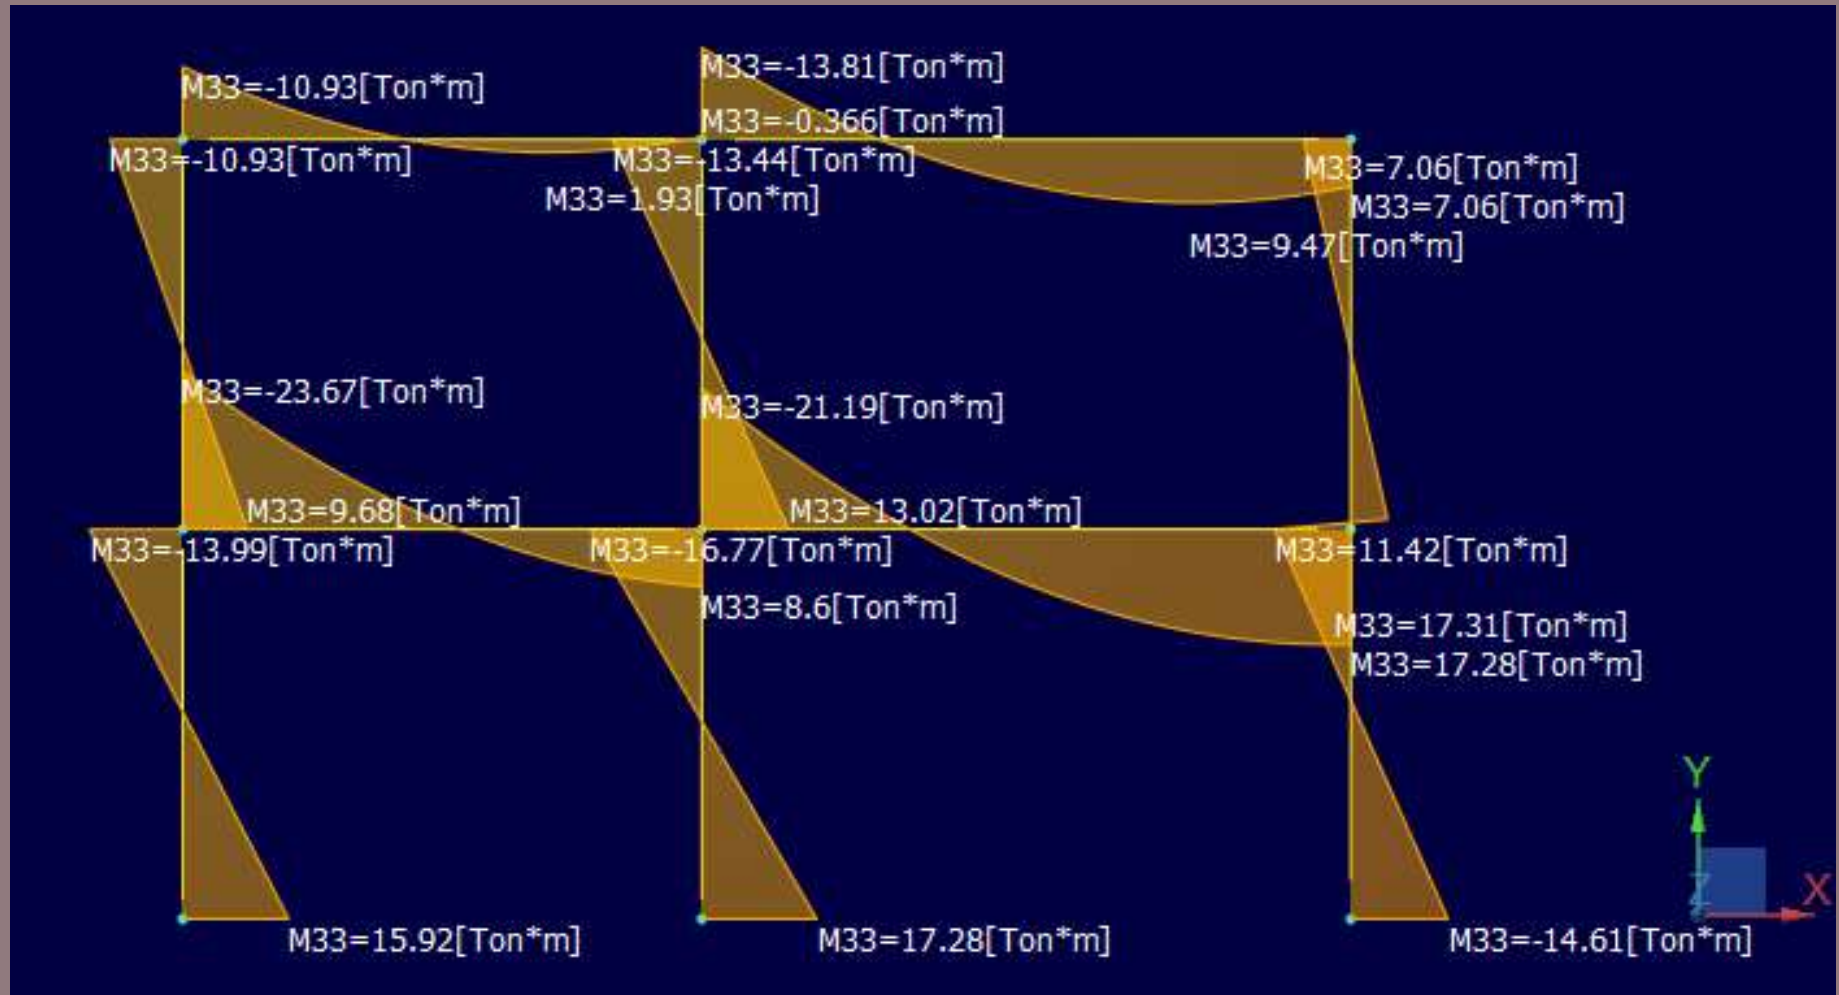 M33=-13.81[Ton*m]
M33=-10.93[Ton*m]
M33=-0.366[Ton*m]
M33=-10.93[Ton*m]
M33=-13.44[Ton*m]
M33=7.06[Ton*m]
M33=1.93[Ton*m]
M33=7.06[Ton*m]
M33=9.47[Ton*m]
M33=-23.67[Ton*m]
M33=-21.19[Ton*m]
M33=9.68[Ton*m]
M33=13.02[Ton*m]
M33=-13.99[Ton*m]
M33=-16.77[Ton*m]
M33=11.42[Ton*m]
M33=8.6[Ton*m]
M33=17.31[Ton*m]
M33=17.28[Ton*m]
Y
Z
X
M33=15.92[Ton*m]
M33=17.28[Ton*m]
M33=-14.61[Ton*m]